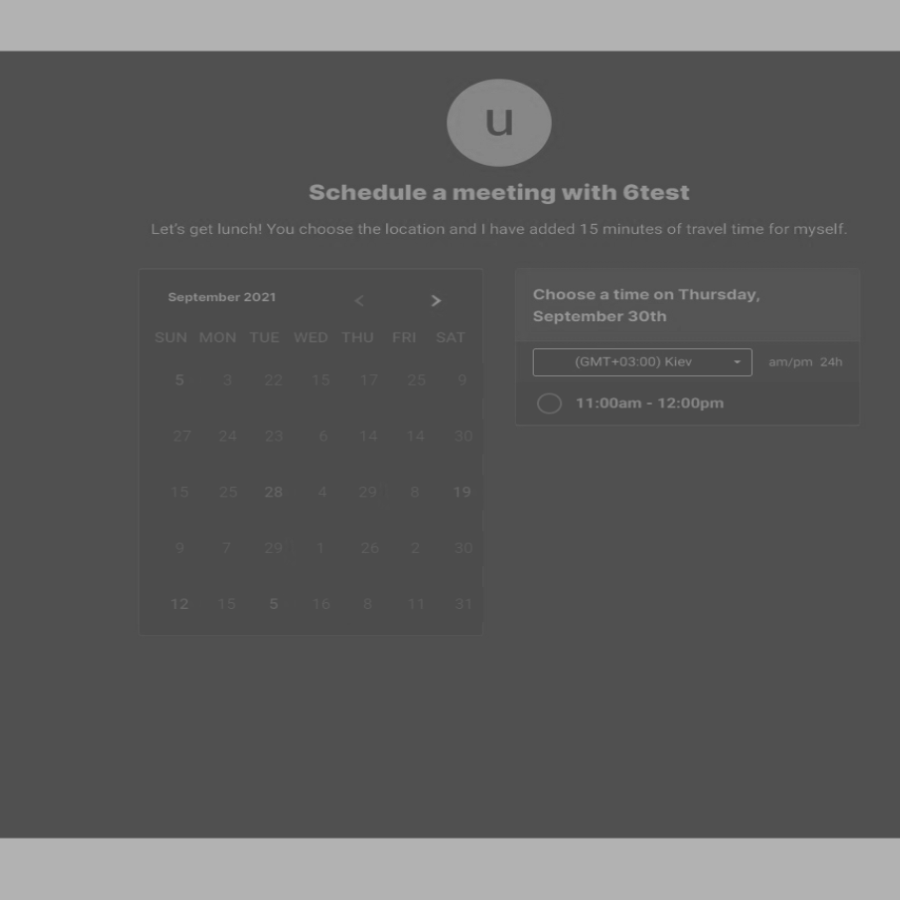 u
Schedule a meeting with 6test
Let's get lunch! You choose the location and I have added 15 minutes of travel time for myself.
September 2021 < >
SUN MON TUE WED THU FRI SAT
5 3 22 15 17 25 9
27 24 23 6 14 14 30
15 25 28 4 29 8 19
9 7 29 1 26 2 30
12 15 5 16 8 11 31
Choose a time on Thursday,
September 30th
(GMT+03:00) Kiev am/pm 24h
11:00am - 12:00pm